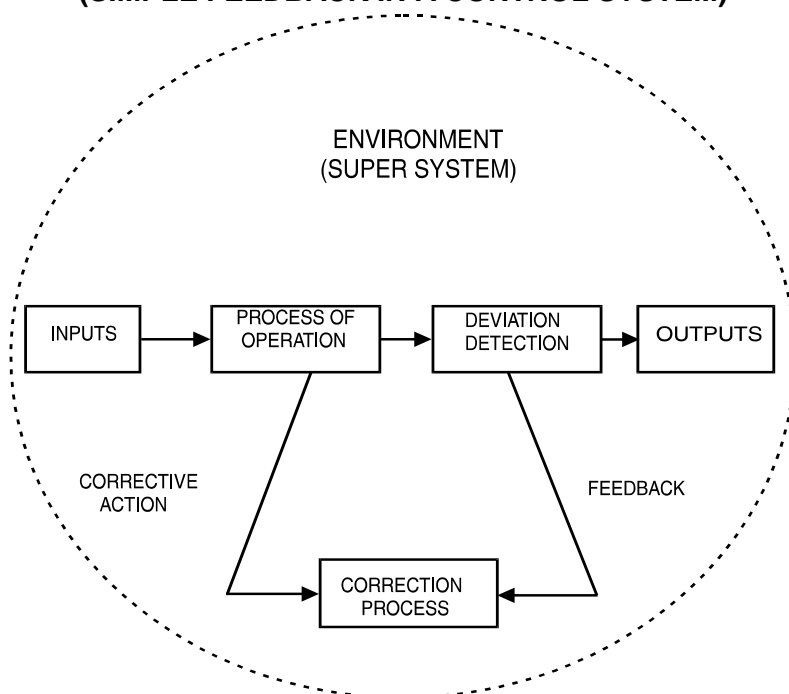 ENVIRONMENT
(SUPER SYSTEM)
INPUTS
PROCESS OF
OPERATION
DEVIATION
DETECTION
OUTPUTS
CORRECTIVE
ACTION
FEEDBACK
CORRECTION
PROCESS